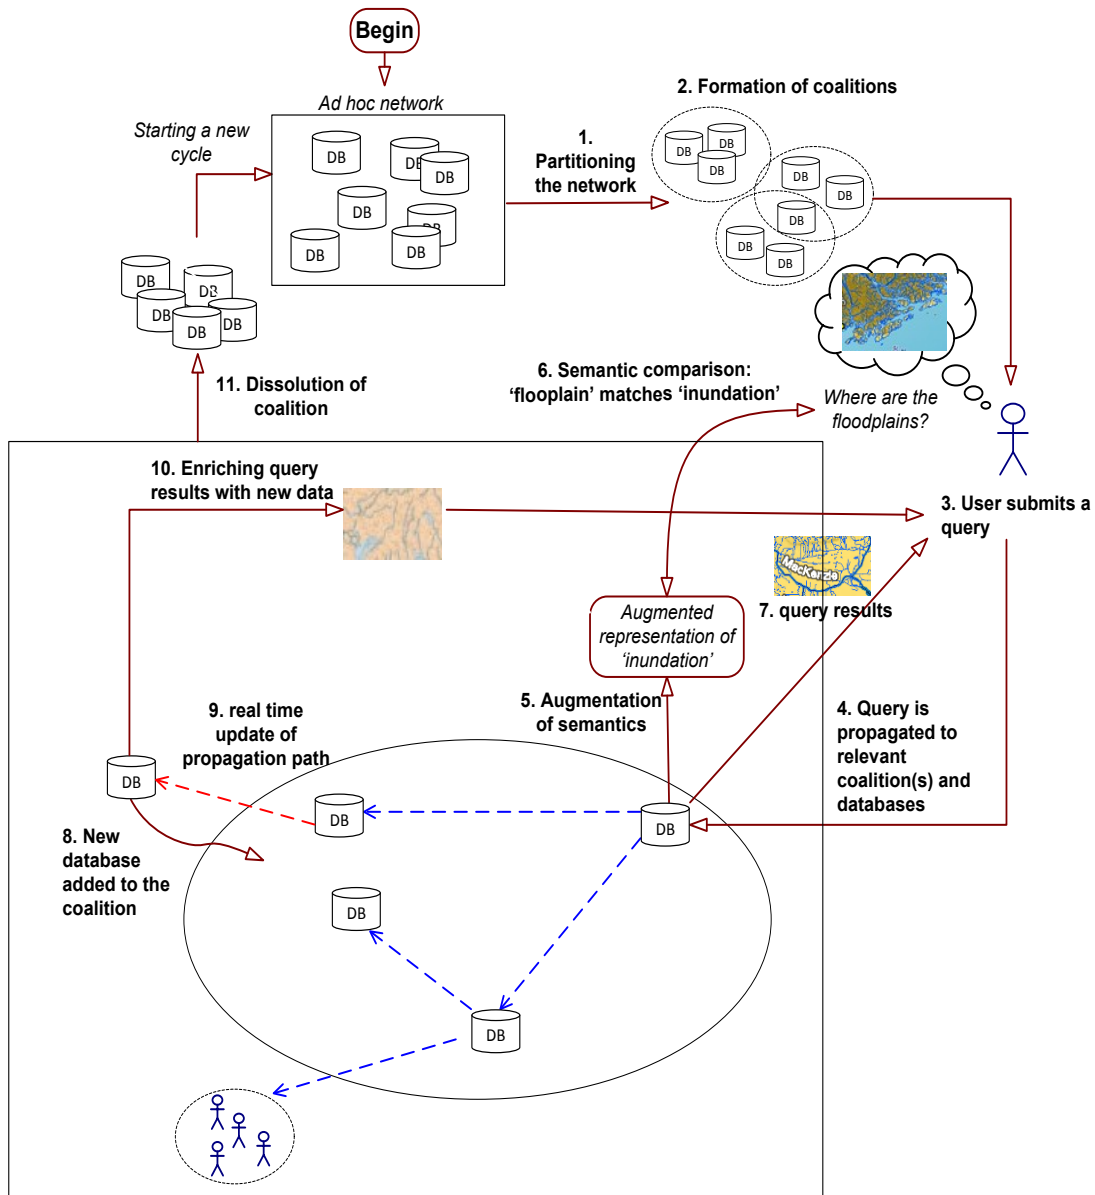 Begin
Ad hoc network
Starting a new
cycle
DB
DB
DB
DB
DB
DB
DB
DB
1.
Partitioning
the network
2. Formation of coalitions
DB
DB
DB
DB
DB
DB
DB
DB
DB
DB
DB
DB
DB
DB
11. Dissolution of
coalition
6. Semantic comparison:
‘flooplain’ matches ‘inundation’
Where are the
floodplains?
10. Enriching query
results with new data
3. User submits a
query
MacKenzie
7. query results
Augmented
representation of
‘inundation’
5. Augmentation
of semantics
4. Query is
propagated to
relevant
coalition(s) and
databases
9. real time
update of
propagation path
DB
DB
DB
8. New
database
added to the
coalition
DB
DB